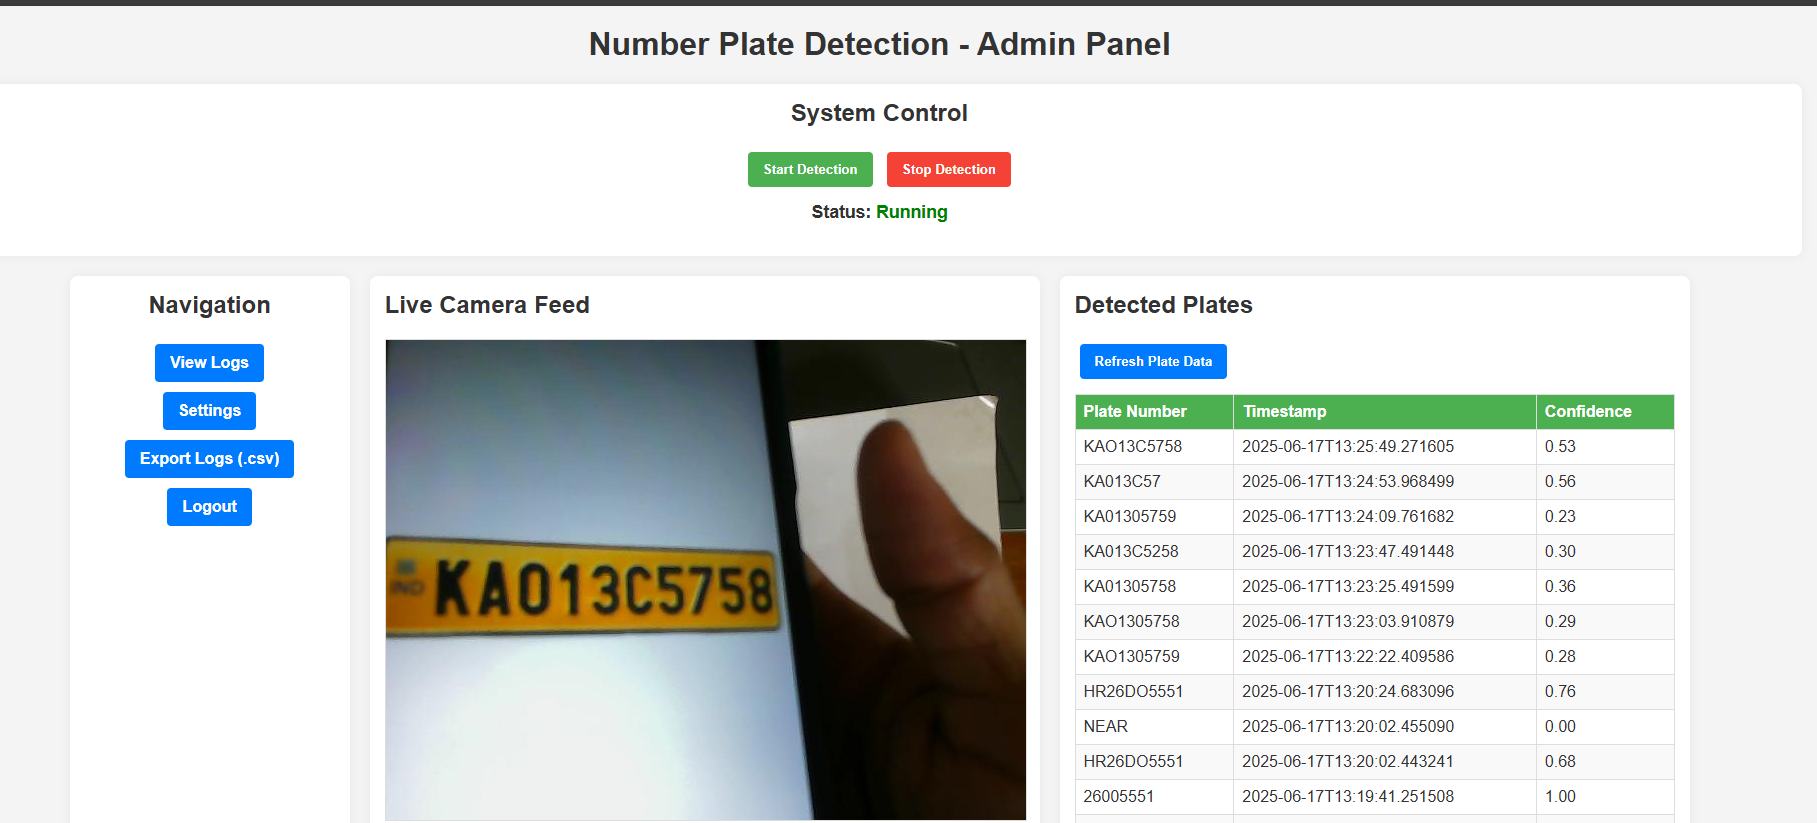 Number Plate Detection - Admin Panel
System Control
Start Detection Stop Detection
Status: Running
Navigation
View Logs
Settings
Export Logs (.csv)
Logout
Live Camera Feed
IND KA013C5758
Detected Plates
Refresh Plate Data
Plate Number Timestamp Confidence
KAO13C5758 2025-06-17T13:25:49.271605 0.53
KA013C57 2025-06-17T13:24:53.968499 0.56
KA01305759 2025-06-17T13:24:09.761682 0.23
KA013C5258 2025-06-17T13:23:47.491448 0.30
KA01305758 2025-06-17T13:23:25.491599 0.36
KAO1305758 2025-06-17T13:23:03.910879 0.29
KAO1305759 2025-06-17T13:22:22.409586 0.28
HR26DO5551 2025-06-17T13:20:24.683096 0.76
NEAR 2025-06-17T13:20:02.455090 0.00
HR26DO5551 2025-06-17T13:20:02.443241 0.68
26005551 2025-06-17T13:19:41.251508 1.00